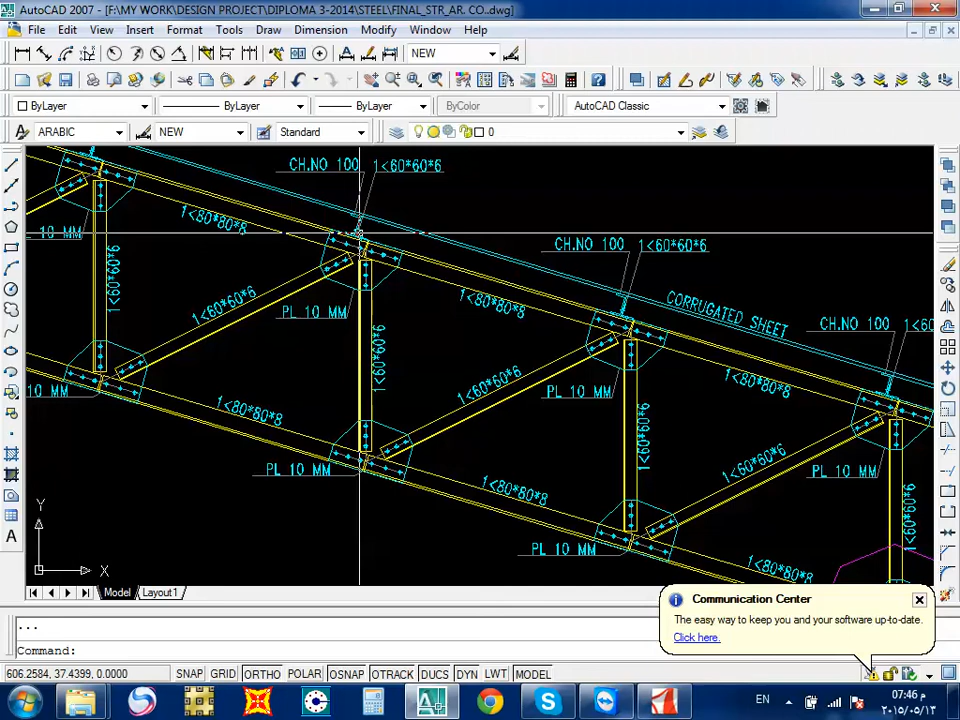 AutoCAD 2007 - [F:\MY WORK\DESIGN PROJECT\DIPLOMA 3-2014\STEEL\FINAL_STR_AR. CO..dwg]
File Edit View Insert Format Tools Draw Dimension Modify Window Help
NEW
ByLayer ByLayer ByLayer ByColor AutoCAD Classic
ARABIC NEW Standard 0
CH.NO 100 1<60*60*6
1<80*80*8
10 MM
CH.NO 100 1<60*60*6
1<60*60*6
1<60*60*6
PL 10 MM
1<80*80*8
CORRUGATED SHEET
CH.NO 100 1<60
1<60*60*6
1<60*60*6
PL 10 MM
1<80*80*8
10 MM
1<80*80*8
1<60*60*6
1<60*60*6
PL 10 MM
PL 10 MM
1<80*80*8
1<60*60*6
PL 10 MM
1<80*80*8
Y
X
Model Layout1
Communication Center
The easy way to keep you and your software up-to-date.
Click here.
...
Command:
606.2584, 37.4399, 0.0000 SNAP GRID ORTHO POLAR OSNAP OTRACK DUCS DYN LWT MODEL
EN
07:46 م
٢٠١٥/٠٥/١٣